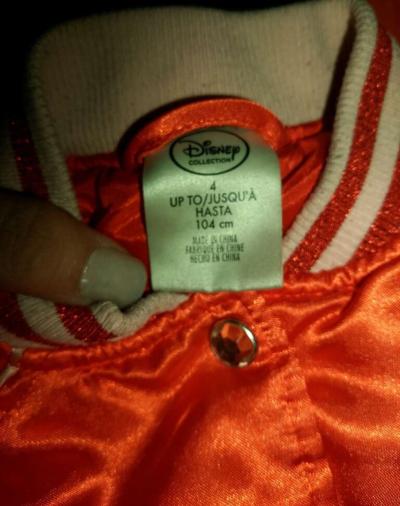 Disney
COLLECTION
4
UP TO/JUSQU'À
HASTA
104 cm
MADE IN CHINA
FABRIQUÉ EN CHINE
HECHO EN CHINA